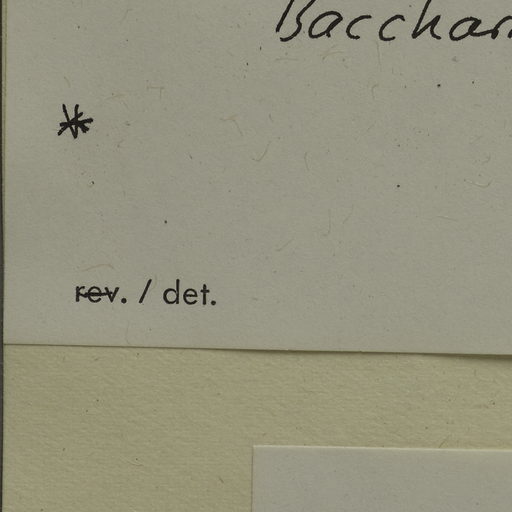 Bacchar
*
rev. / det.